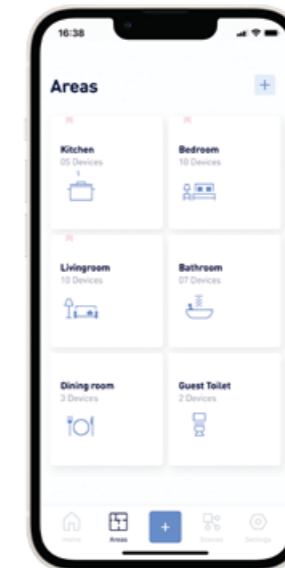 16:38
Areas
Kitchen
05 Devices
Bedroom
10 Devices
Livingroom
10 Devices
Bathroom
07 Devices
Dining room
3 Devices
Guest Toilet
2 Devices
Home
Areas
Scenes
Settings